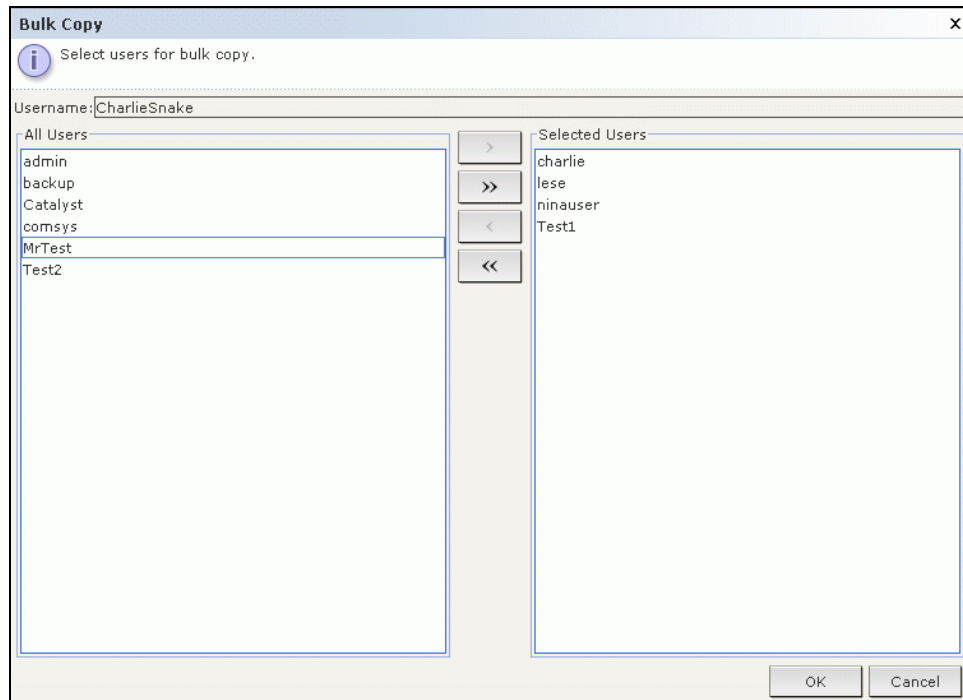 Bulk Copy x
i Select users for bulk copy.
Username: CharlieSnake
All Users
admin
backup
Catalyst
comsys
MrTest
Test2
>
>>
<
<<
Selected Users
charlie
lese
ninauser
Test1
OK Cancel